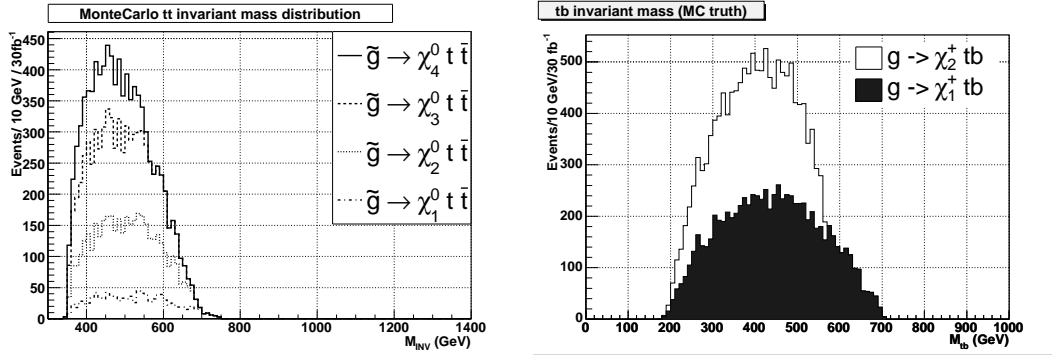 MonteCarlo tt invariant mass distribution
Events/ 10 GeV / 30fb⁻¹
450
400
350
300
250
200
150
100
50
0
400 600 800 1000 1200 1400
M_INV (GeV)
g̃ → χ₄⁰ t t̄
g̃ → χ₃⁰ t t̄
g̃ → χ₂⁰ t t̄
g̃ → χ₁⁰ t t̄
tb invariant mass (MC truth)
Events/10 GeV/30 fb⁻¹
500
400
300
200
100
0
0 100 200 300 400 500 600 700 800 900 1000
M_tb (GeV)
g -> χ₂⁺ tb
g -> χ₁⁺ tb